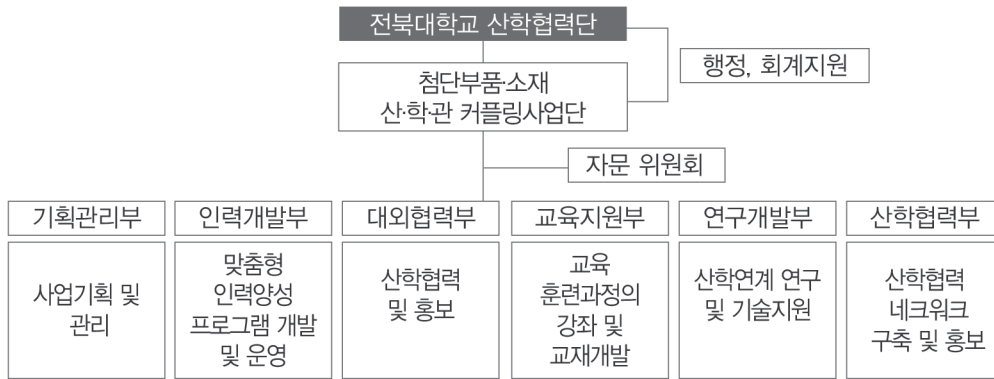 전북대학교 산학협력단
행정, 회계지원
첨단부품·소재
산·학·관 커플링사업단
자문 위원회
기획관리부
인력개발부
대외협력부
교육지원부
연구개발부
산학협력부
사업기획 및
관리
맞춤형
인력양성
프로그램 개발
및 운영
산학협력
및 홍보
교육
훈련과정의
강좌 및
교재개발
산학연계 연구
및 기술지원
산학협력
네크워크
구축 및 홍보